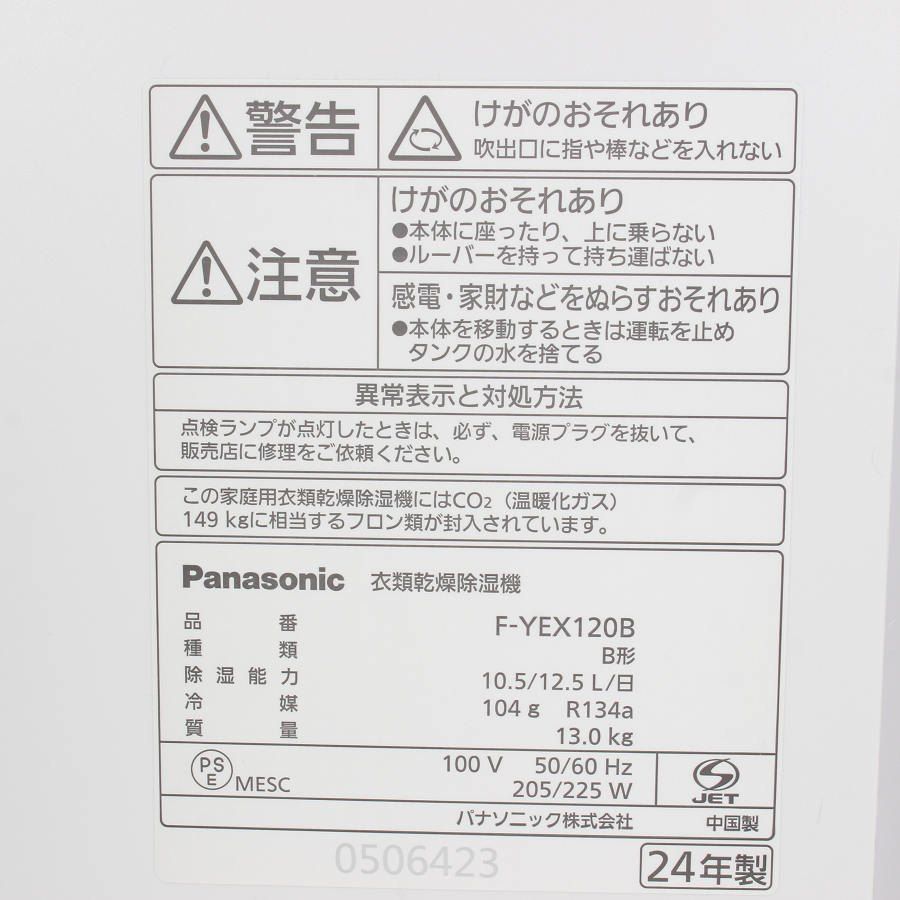 警告
けがのおそれあり
吹出口に指や棒などを入れない
注意
けがのおそれあり
●本体に座ったり、上に乗らない
●ルーバーを持って持ち運ばない
感電・家財などをぬらすおそれあり
●本体を移動するときは運転を止め
タンクの水を捨てる
異常表示と対処方法
点検ランプが点灯したときは、必ず、電源プラグを抜いて、
販売店に修理をご依頼ください。
この家庭用衣類乾燥除湿機にはCO₂（温暖化ガス）
149 kgに相当するフロン類が封入されています。
Panasonic 衣類乾燥除湿機
品番 F-YEX120B
種類 B形
除湿能力 10.5/12.5 L/日
冷媒 104 g R134a
質量 13.0 kg
PS E MESC
100 V 50/60 Hz
205/225 W
JET
パナソニック株式会社 中国製
0506423
24年製